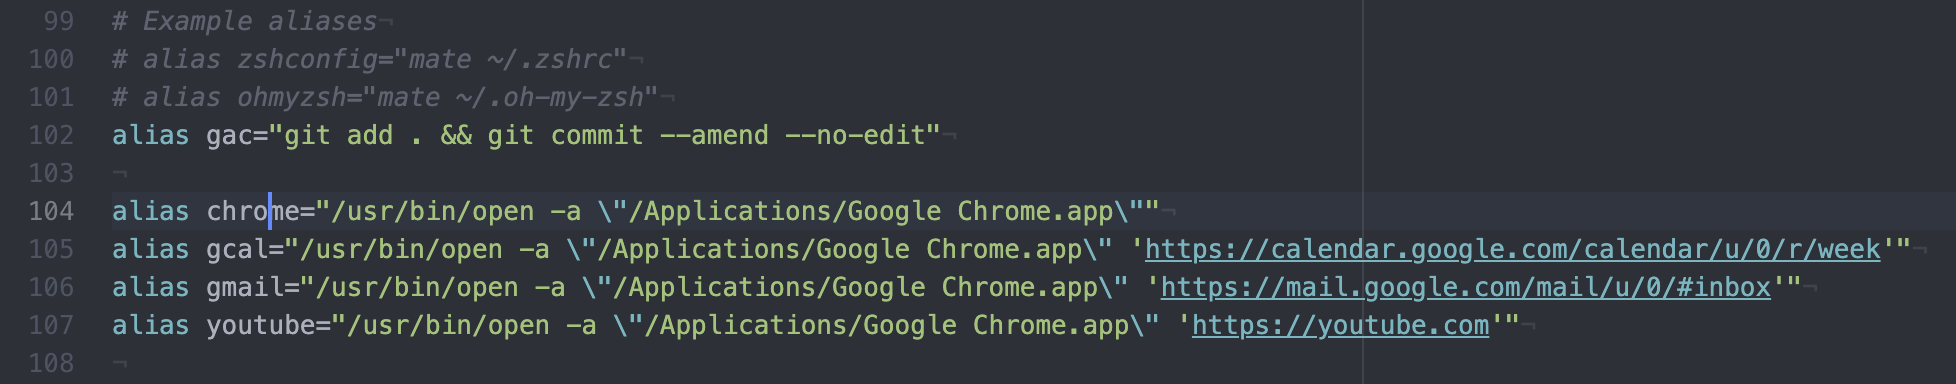 99 # Example aliases¬
100 # alias zshconfig="mate ~/.zshrc"¬
101 # alias ohmyzsh="mate ~/.oh-my-zsh"¬
102 alias gac="git add . && git commit --amend --no-edit"¬
103 ¬
104 alias chrome="/usr/bin/open -a \"/Applications/Google Chrome.app\""¬
105 alias gcal="/usr/bin/open -a \"/Applications/Google Chrome.app\" 'https://calendar.google.com/calendar/u/0/r/week'"¬
106 alias gmail="/usr/bin/open -a \"/Applications/Google Chrome.app\" 'https://mail.google.com/mail/u/0/#inbox'"¬
107 alias youtube="/usr/bin/open -a \"/Applications/Google Chrome.app\" 'https://youtube.com'"¬
108 ¬